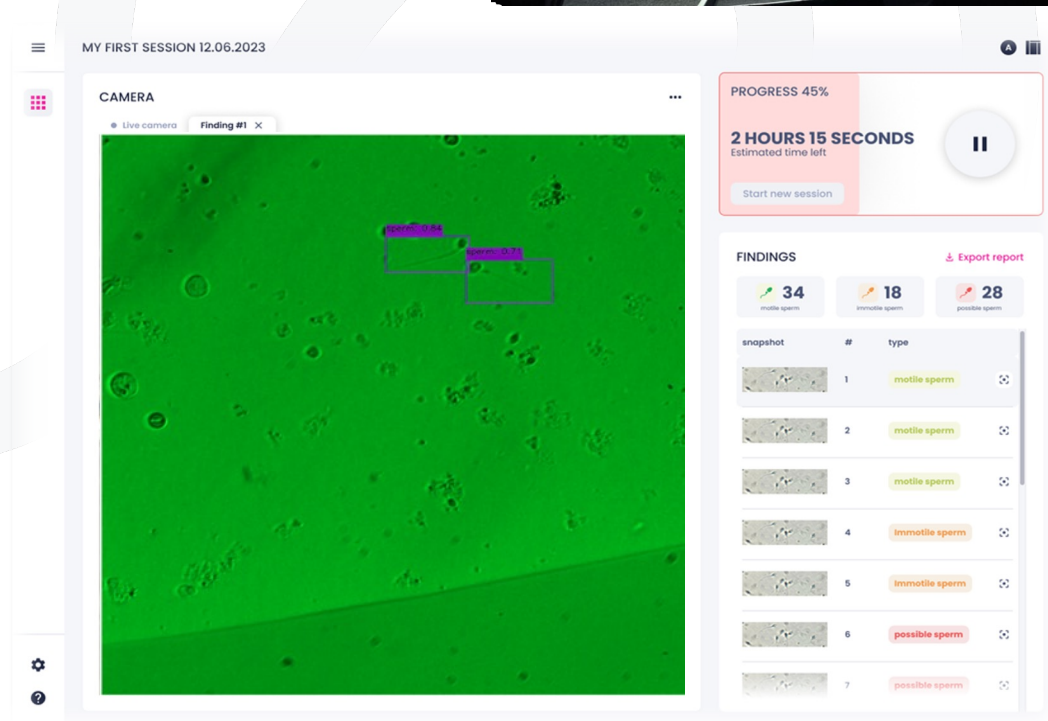 MY FIRST SESSION 12.06.2023
A
CAMERA
Live camera
Finding #1
sperm: 0.64
sperm: 0.71
PROGRESS 45%
2 HOURS 15 SECONDS
Estimated time left
Start new session
FINDINGS
Export report
34
motile sperm
18
immotile sperm
28
possible sperm
snapshot # type
1 motile sperm
2 motile sperm
3 motile sperm
4 Immotile sperm
5 Immotile sperm
6 possible sperm
7 possible sperm